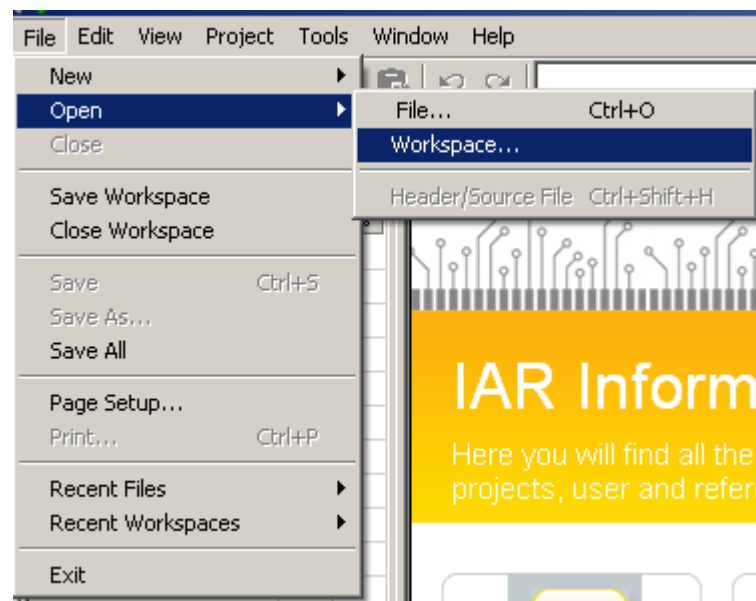 File Edit View Project Tools Window Help
New
Open
File... Ctrl+O
Close
Workspace...
Save Workspace
Header/Source File Ctrl+Shift+H
Close Workspace
Save Ctrl+S
Save As...
Save All
Page Setup...
Print... Ctrl+P
Recent Files
Recent Workspaces
Exit
IAR Inform
Here you will find all the
projects, user and refer